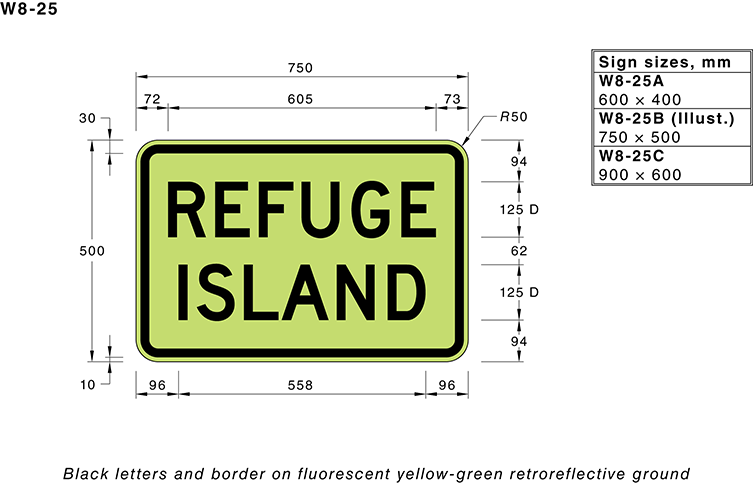 W8-25
750
72 605 73
30
R50
Sign sizes, mm
W8-25A
600 × 400
W8-25B (Illust.)
750 × 500
W8-25C
900 × 600
94
REFUGE
125 D
500
62
ISLAND
125 D
94
10
96 558 96
Black letters and border on fluorescent yellow-green retroreflective ground